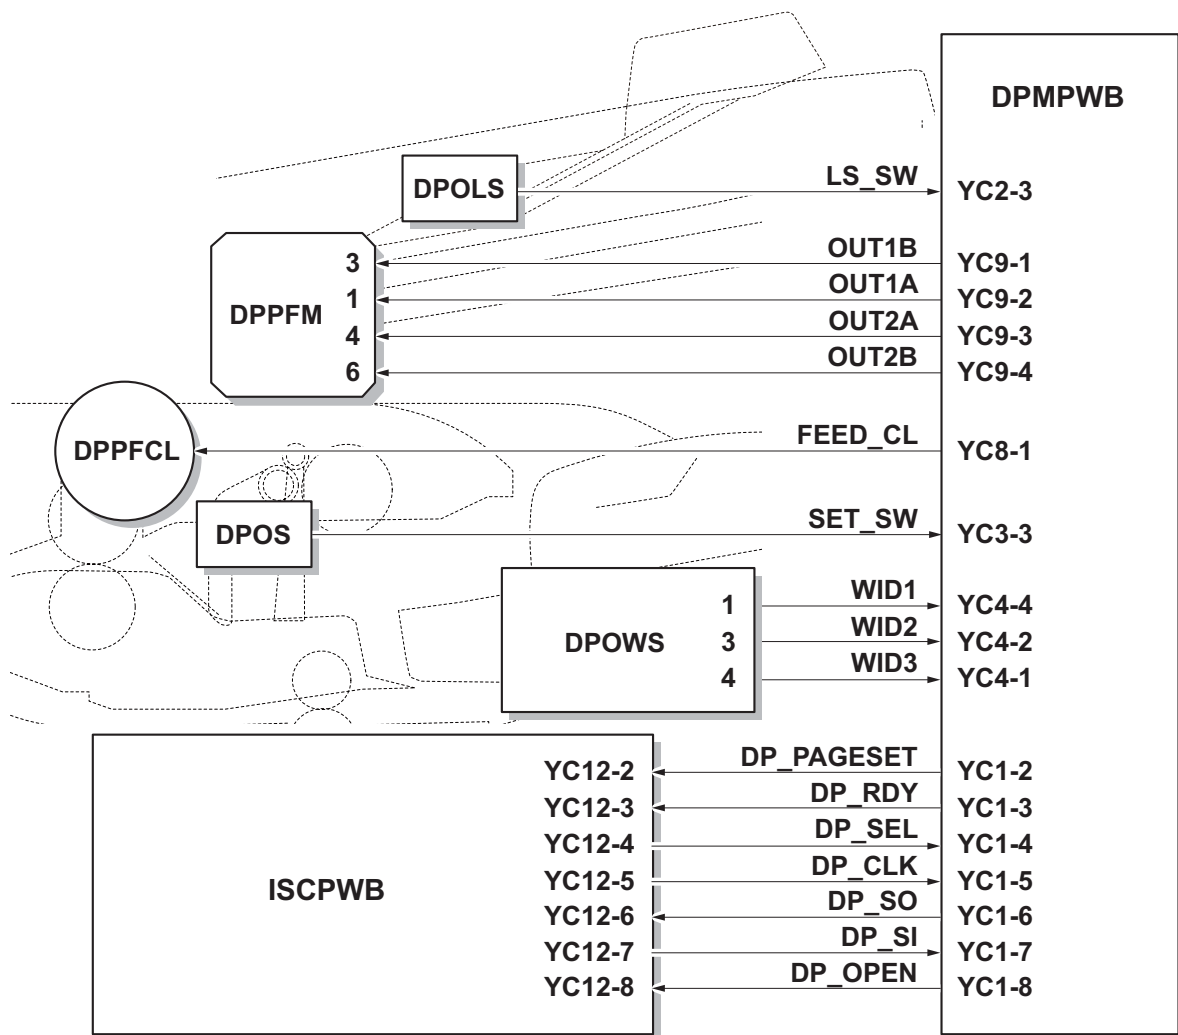 DPMPWB
DPOLS LS_SW YC2-3
DPPFM
3 OUT1B YC9-1
1 OUT1A YC9-2
4 OUT2A YC9-3
6 OUT2B YC9-4
DPPFCL FEED_CL YC8-1
DPOS SET_SW YC3-3
DPOWS
1 WID1 YC4-4
3 WID2 YC4-2
4 WID3 YC4-1
ISCPWB
YC12-2 DP_PAGESET YC1-2
YC12-3 DP_RDY YC1-3
YC12-4 DP_SEL YC1-4
YC12-5 DP_CLK YC1-5
YC12-6 DP_SO YC1-6
YC12-7 DP_SI YC1-7
YC12-8 DP_OPEN YC1-8